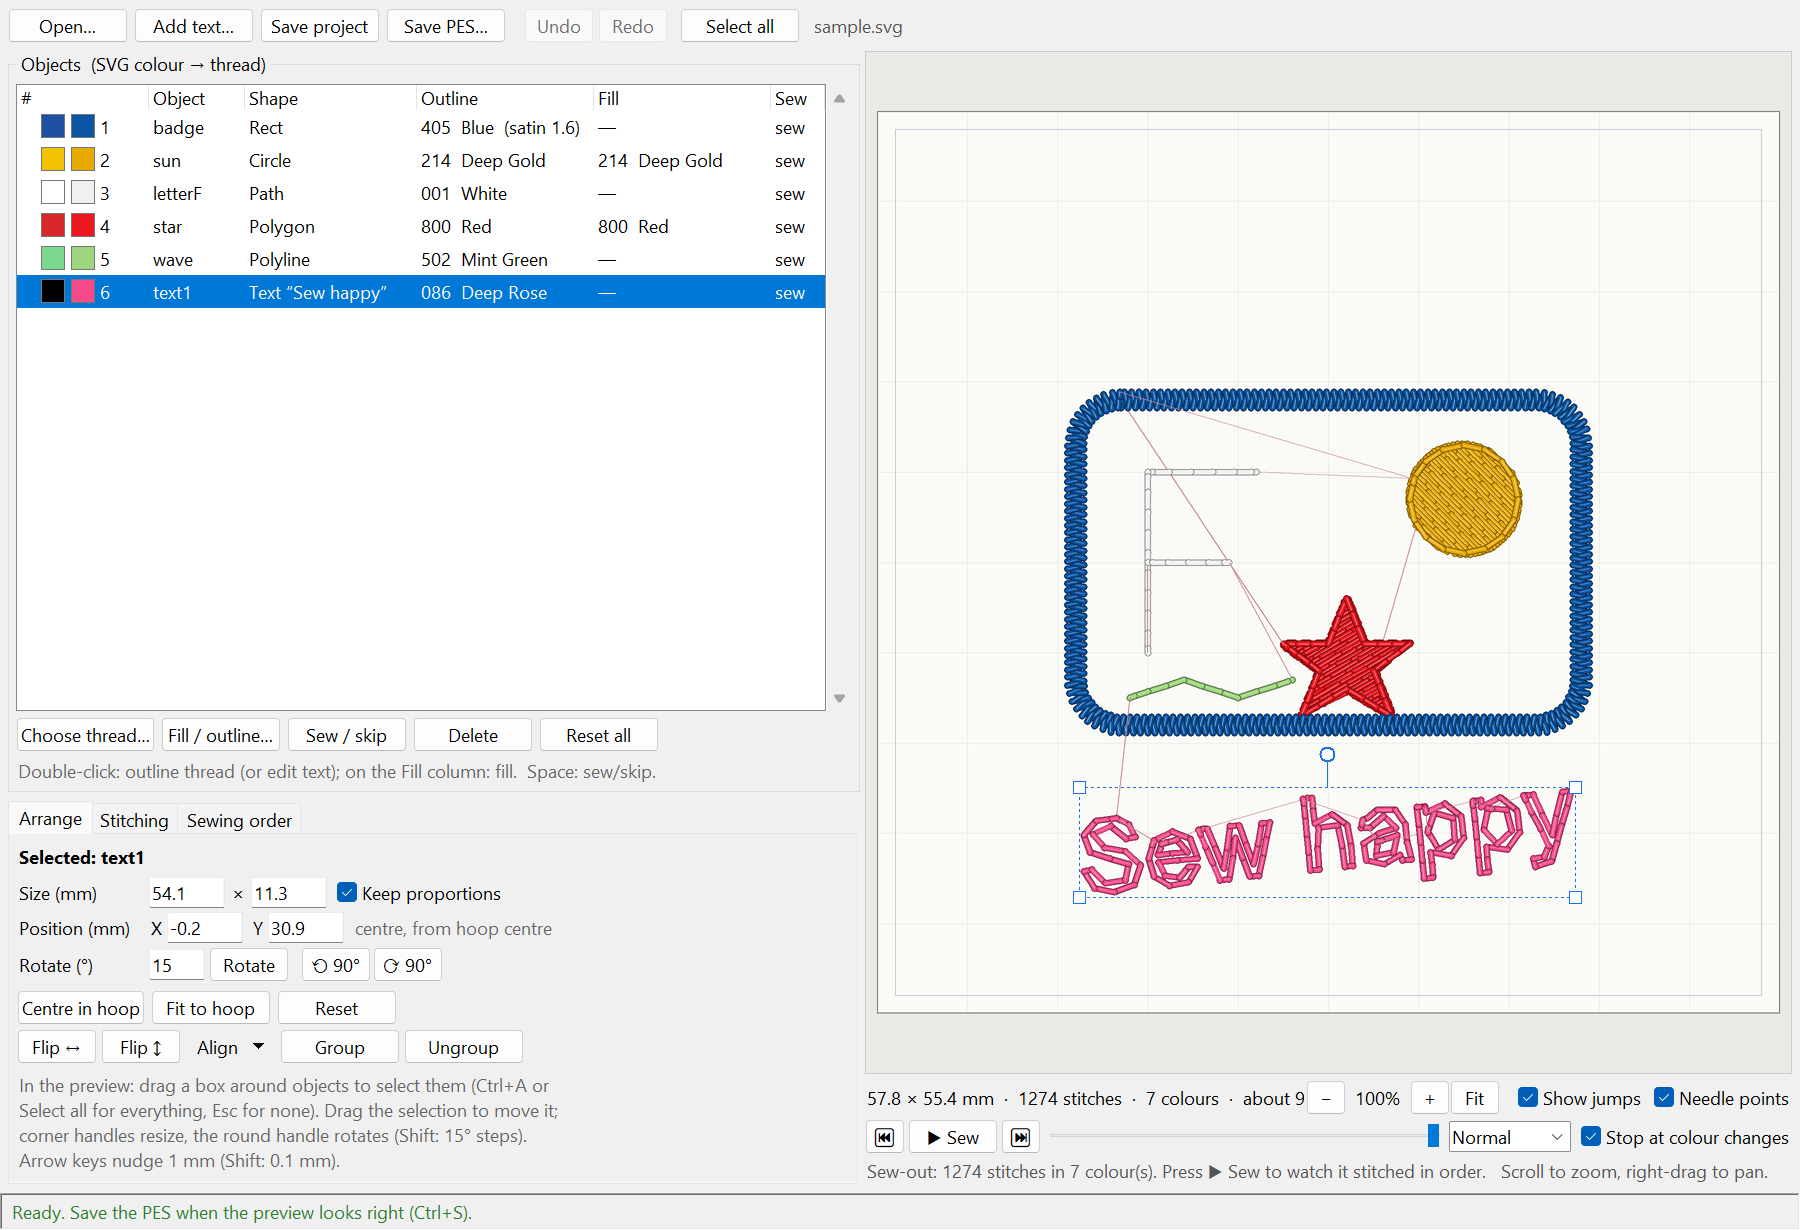 Open... Add text... Save project Save PES... Undo Redo Select all sample.svg
Objects (SVG colour → thread)
# Object Shape Outline Fill Sew
1 badge Rect 405 Blue (satin 1.6) — sew
2 sun Circle 214 Deep Gold 214 Deep Gold sew
3 letterF Path 001 White — sew
4 star Polygon 800 Red 800 Red sew
5 wave Polyline 502 Mint Green — sew
6 text1 Text “Sew happy” 086 Deep Rose — sew
Choose thread... Fill / outline... Sew / skip Delete Reset all
Double-click: outline thread (or edit text); on the Fill column: fill. Space: sew/skip.
Arrange Stitching Sewing order
Selected: text1
Size (mm) 54.1 × 11.3 Keep proportions
Position (mm) X -0.2 Y 30.9 centre, from hoop centre
Rotate (°) 15 Rotate ↺ 90° ↻ 90°
Centre in hoop Fit to hoop Reset
Flip ↔ Flip ↕ Align Group Ungroup
In the preview: drag a box around objects to select them (Ctrl+A or
Select all for everything, Esc for none). Drag the selection to move it;
corner handles resize, the round handle rotates (Shift: 15° steps).
Arrow keys nudge 1 mm (Shift: 0.1 mm).
F
Sew happy
57.8 × 55.4 mm · 1274 stitches · 7 colours · about 9 − 100% + Fit Show jumps Needle points
⏮ ▶ Sew ⏭ Normal Stop at colour changes
Sew-out: 1274 stitches in 7 colour(s). Press ▶ Sew to watch it stitched in order. Scroll to zoom, right-drag to pan.
Ready. Save the PES when the preview looks right (Ctrl+S).